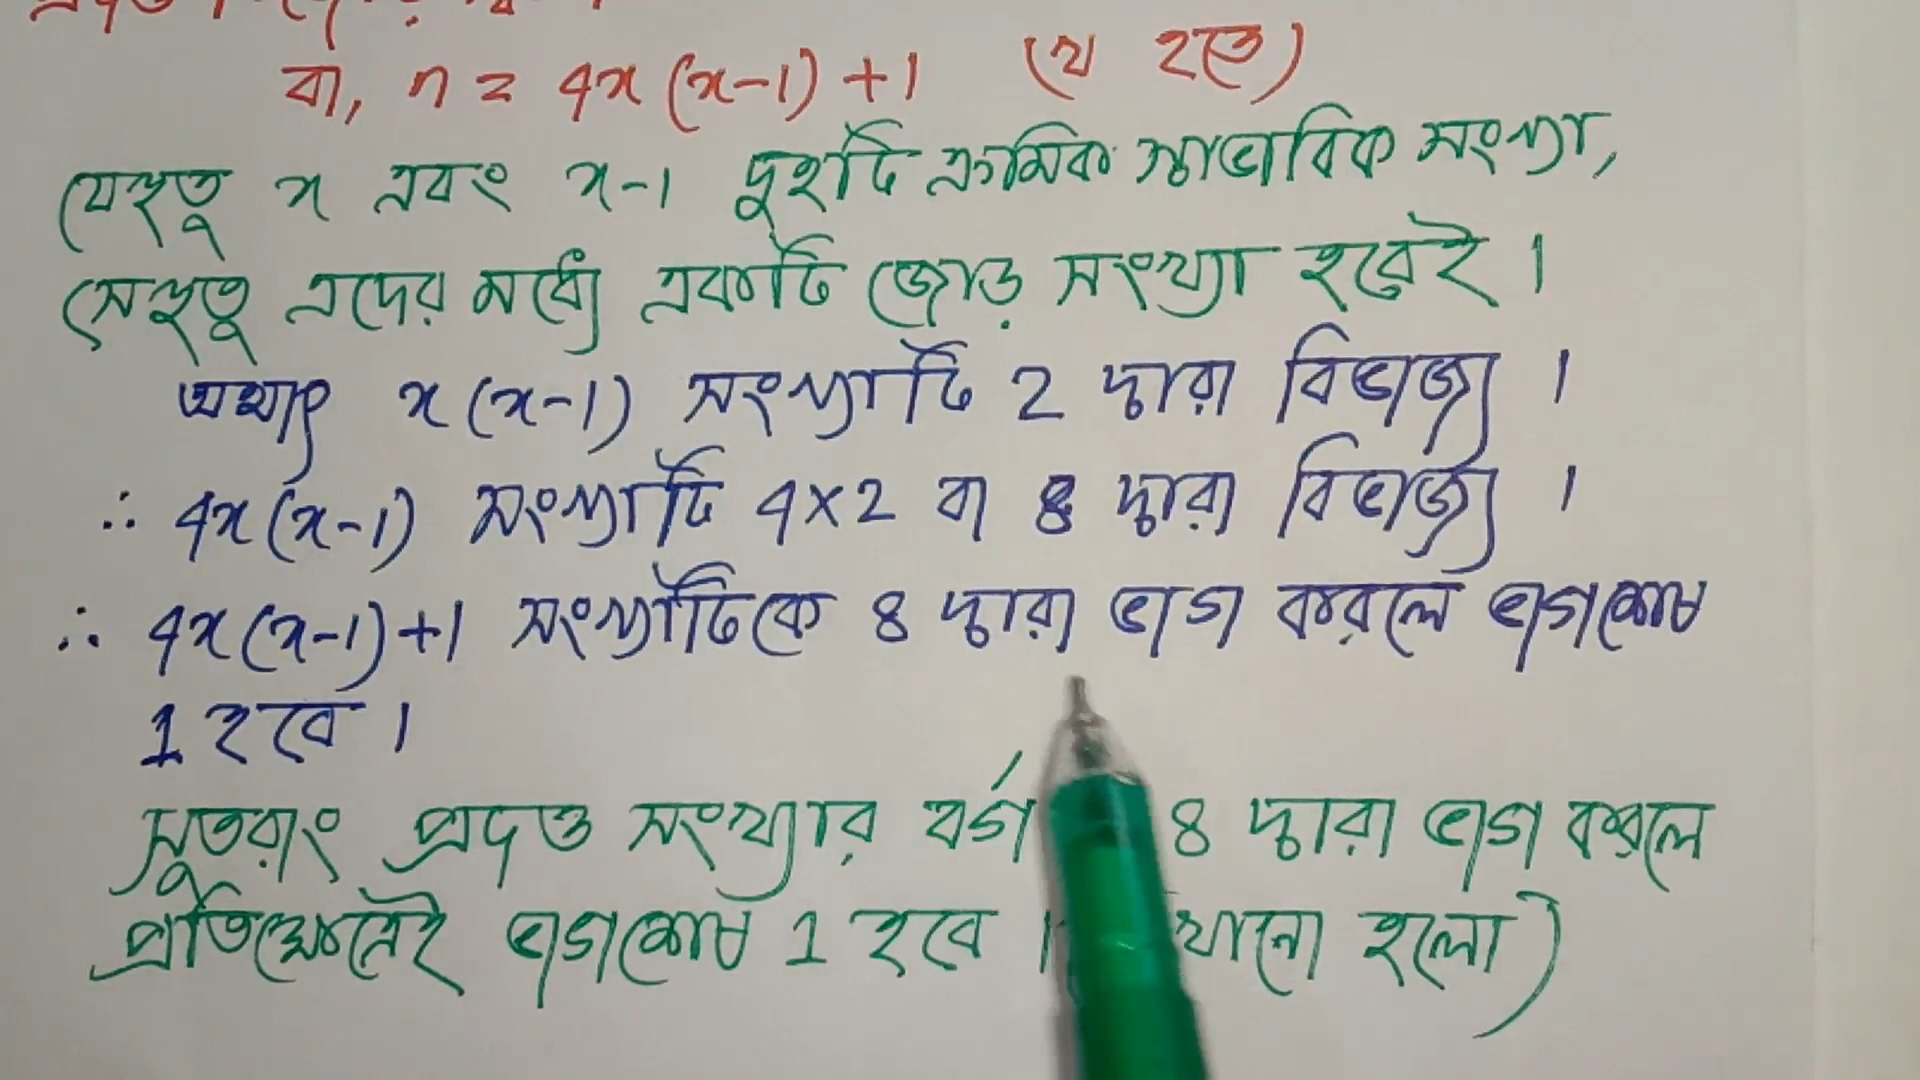 বা, n = 4x(x-1)+1 (খ হতে)
যেহেতু x এবং x-1 দুইটি ক্রমিক স্বাভাবিক সংখ্যা,
সেহেতু এদের মধ্যে একটি জোড় সংখ্যা হবেই।
অর্থাৎ x(x-1) সংখ্যাটি 2 দ্বারা বিভাজ্য।
∴ 4x(x-1) সংখ্যাটি 4×2 বা 8 দ্বারা বিভাজ্য।
∴ 4x(x-1)+1 সংখ্যাটিকে 8 দ্বারা ভাগ করলে ভাগশেষ
1 হবে।
সুতরাং প্রদত্ত সংখ্যার বর্গ 8 দ্বারা ভাগ করলে
প্রতিক্ষেত্রেই ভাগশেষ 1 হবে। হলো)